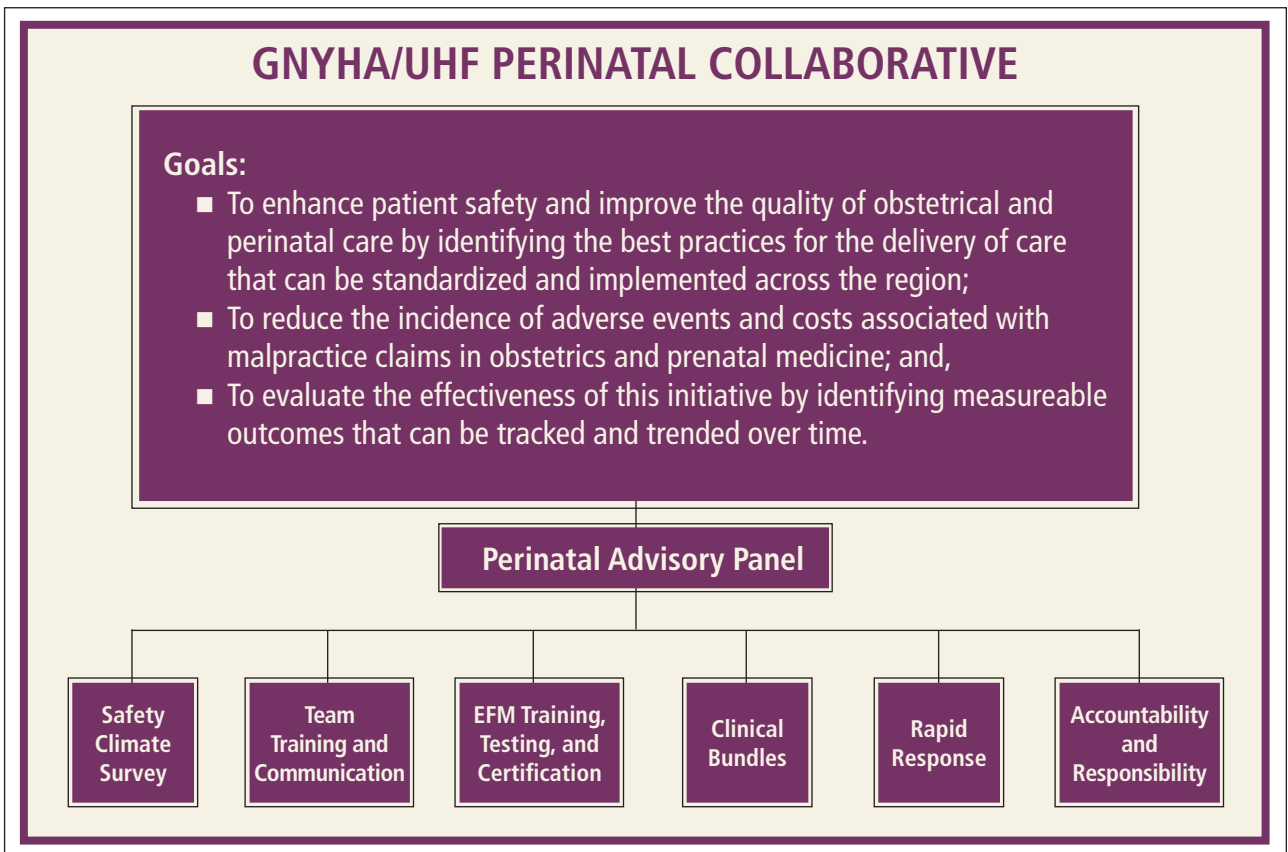 GNYHA/UHF PERINATAL COLLABORATIVE
Goals:
■ To enhance patient safety and improve the quality of obstetrical and
perinatal care by identifying the best practices for the delivery of care
that can be standardized and implemented across the region;
■ To reduce the incidence of adverse events and costs associated with
malpractice claims in obstetrics and prenatal medicine; and,
■ To evaluate the effectiveness of this initiative by identifying measureable
outcomes that can be tracked and trended over time.
Perinatal Advisory Panel
Safety
Climate
Survey
Team
Training and
Communication
EFM Training,
Testing, and
Certification
Clinical
Bundles
Rapid
Response
Accountability
and
Responsibility